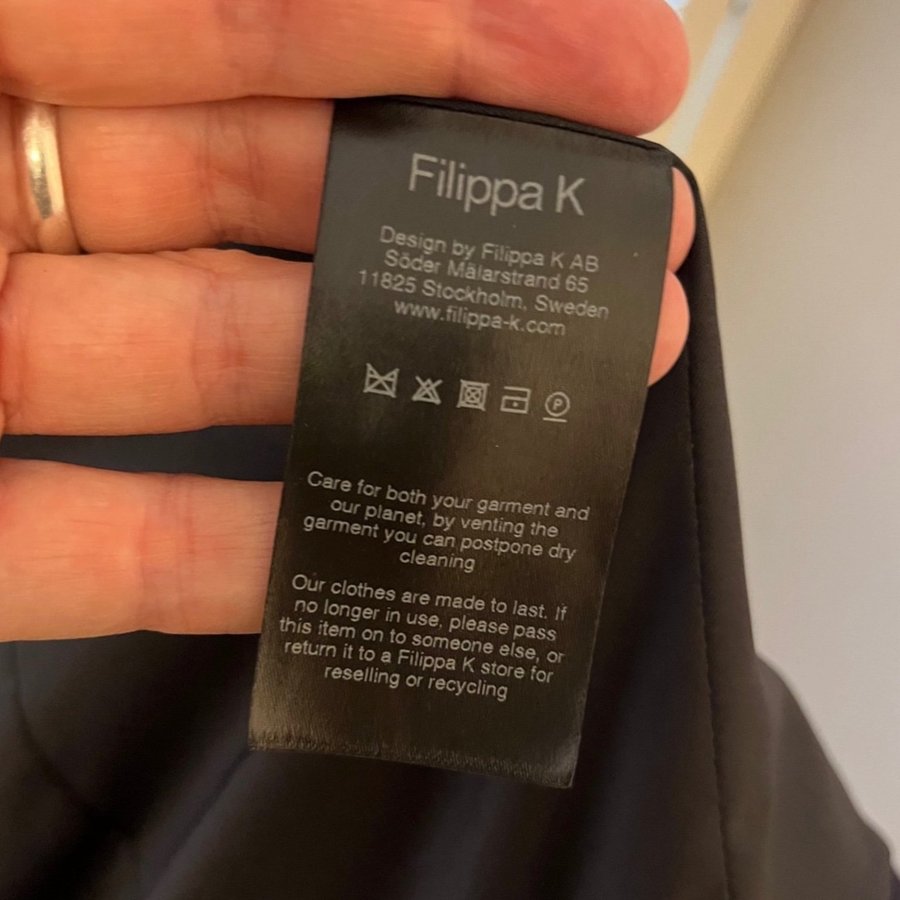 Filippa K
Design by Filippa K AB
Söder Mälarstrand 65
11825 Stockholm, Sweden
www.filippa-k.com
P
Care for both your garment and
our planet, by venting the
garment you can postpone dry
cleaning
Our clothes are made to last. If
no longer in use, please pass
this item on to someone else, or
return it to a Filippa K store for
reselling or recycling